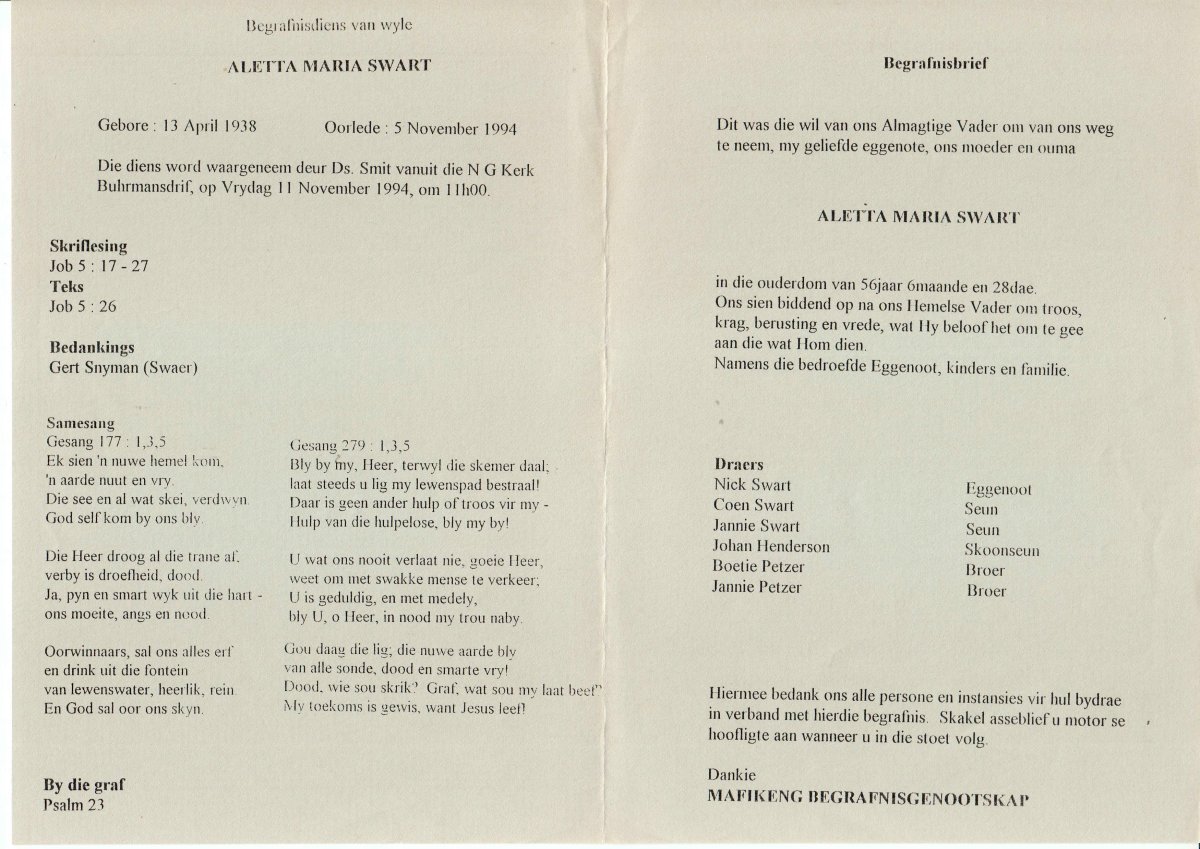 Begrafnisdiens van wyle
ALETTA MARIA SWART
Gebore : 13 April 1938 Oorlede : 5 November 1994
Die diens word waargeneem deur Ds. Smit vanuit die N G Kerk
Buhrmansdrif, op Vrydag 11 November 1994, om 11h00.
Skriflesing
Job 5 : 17 - 27
Teks
Job 5 : 26
Bedankings
Gert Snyman (Swaer)
Samesang
Gesang 177 : 1,3,5
Ek sien 'n nuwe hemel kom,
'n aarde nuut en vry.
Die see en al wat skei, verdwyn.
God self kom by ons bly.
Die Heer droog al die trane af,
verby is droefheid, dood.
Ja, pyn en smart wyk uit die hart -
ons moeite, angs en nood.
Oorwinnaars, sal ons alles erf
en drink uit die fontein
van lewenswater, heerlik, rein.
En God sal oor ons skyn.
Gesang 279 : 1,3,5
Bly by my, Heer, terwyl die skemer daal;
laat steeds u lig my lewenspad bestraal!
Daar is geen ander hulp of troos vir my -
Hulp van die hulpelose, bly my by!
U wat ons nooit verlaat nie, goeie Heer,
weet om met swakke mense te verkeer;
U is geduldig, en met medely,
bly U, o Heer, in nood my trou naby.
Gou daag die lig; die nuwe aarde bly
van alle sonde, dood en smarte vry!
Dood, wie sou skrik? Graf, wat sou my laat beef?
My toekoms is gewis, want Jesus leef!
By die graf
Psalm 23
Begrafnisbrief
Dit was die wil van ons Almagtige Vader om van ons weg
te neem, my geliefde eggenote, ons moeder en ouma
ALETTA MARIA SWART
in die ouderdom van 56jaar 6maande en 28dae.
Ons sien biddend op na ons Hemelse Vader om troos,
krag, berusting en vrede, wat Hy beloof het om te gee
aan die wat Hom dien.
Namens die bedroefde Eggenoot, kinders en familie.
Draers
Nick Swart Eggenoot
Coen Swart Seun
Jannie Swart Seun
Johan Henderson Skoonseun
Boetie Petzer Broer
Jannie Petzer Broer
Hiermee bedank ons alle persone en instansies vir hul bydrae
in verband met hierdie begrafnis. Skakel asseblief u motor se
hoofligte aan wanneer u in die stoet volg.
Dankie
MAFIKENG BEGRAFNISGENOOTSKAP